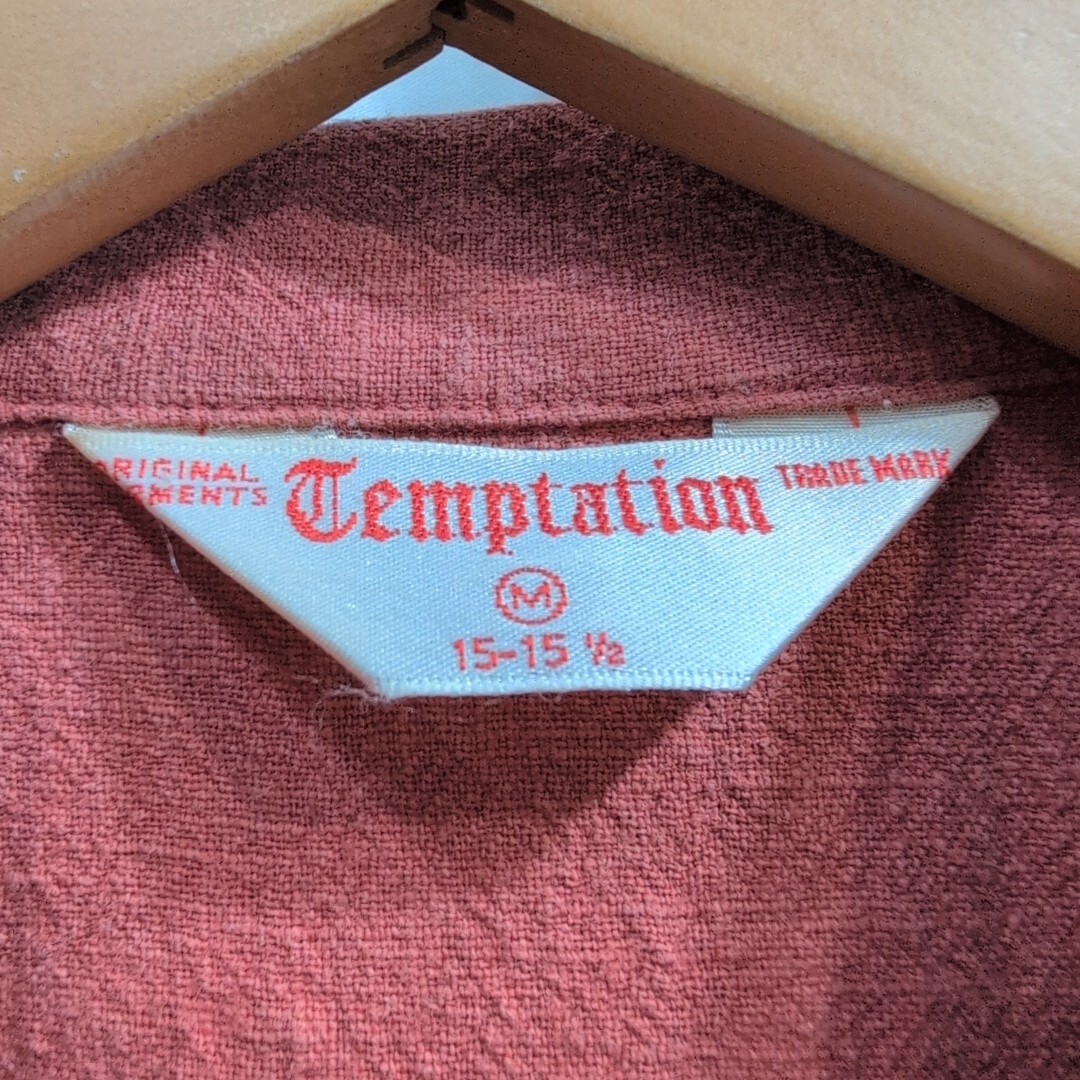 ORIGINAL
Temptation
TRADE MARK
M
15-15 ½